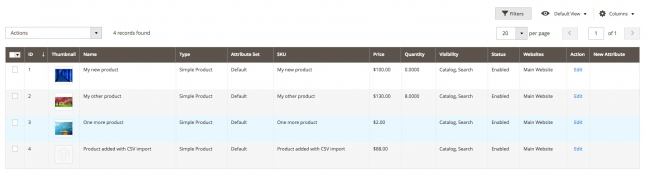 Filters Default View Columns
Actions 4 records found 20 per page 1 of 1
ID Thumbnail Name Type Attribute Set SKU Price Quantity Visibility Status Websites Action New Attribute
1 My new product Simple Product Default My new product $100.00 0.0000 Catalog, Search Enabled Main Website Edit
2 My other product Simple Product Default My other product $130.00 8.0000 Catalog, Search Enabled Main Website Edit
3 One more product Simple Product Default One more product $2.00 Catalog, Search Enabled Main Website Edit
4 Product added with CSV import Simple Product Default Product added with CSV import $68.00 Catalog, Search Enabled Main Website Edit